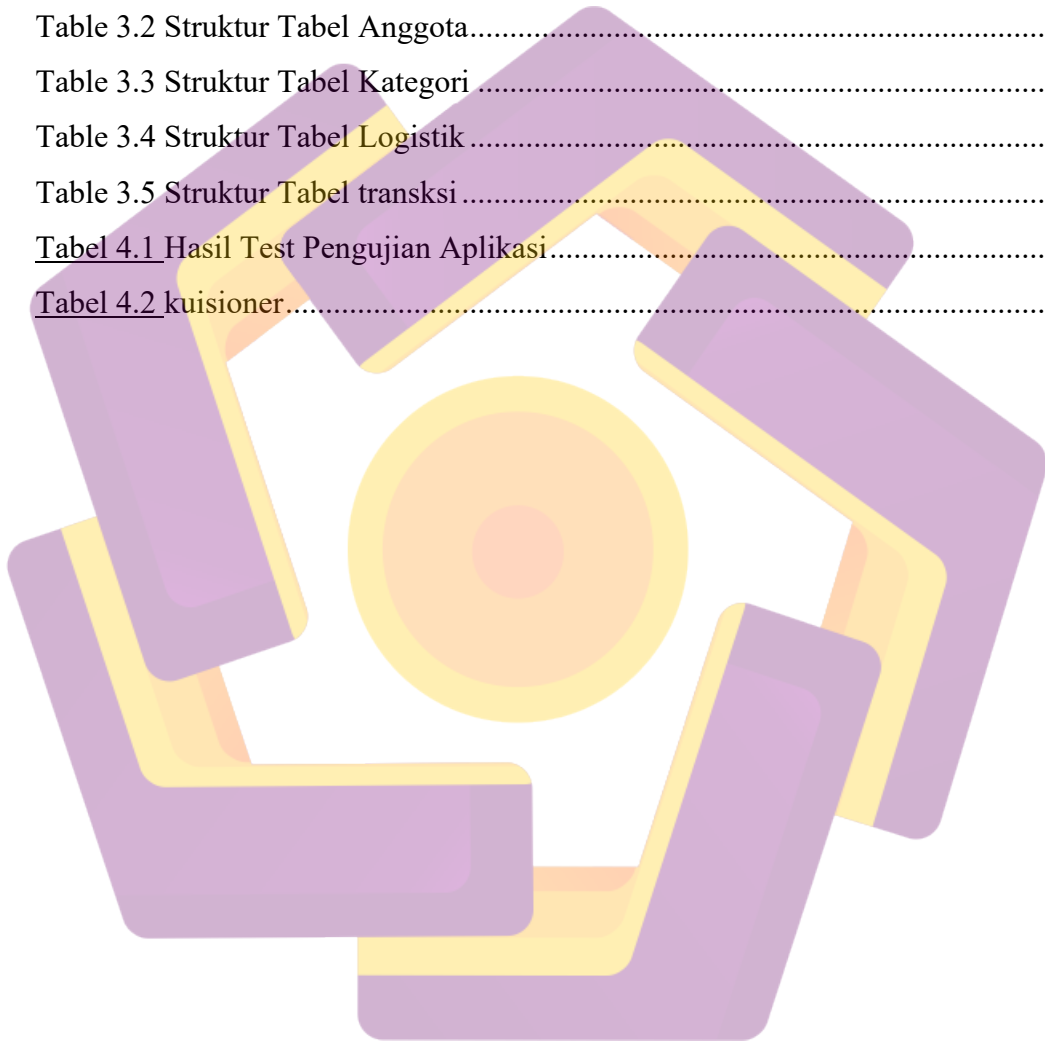 Table 3.2 Struktur Tabel Anggota..........................................................................
Table 3.3 Struktur Tabel Kategori..........................................................................
Table 3.4 Struktur Tabel Logistik..........................................................................
Table 3.5 Struktur Tabel transksi..........................................................................
Tabel 4.1 Hasil Test Pengujian Aplikasi................................................................
Tabel 4.2 kuisioner................................................................................................